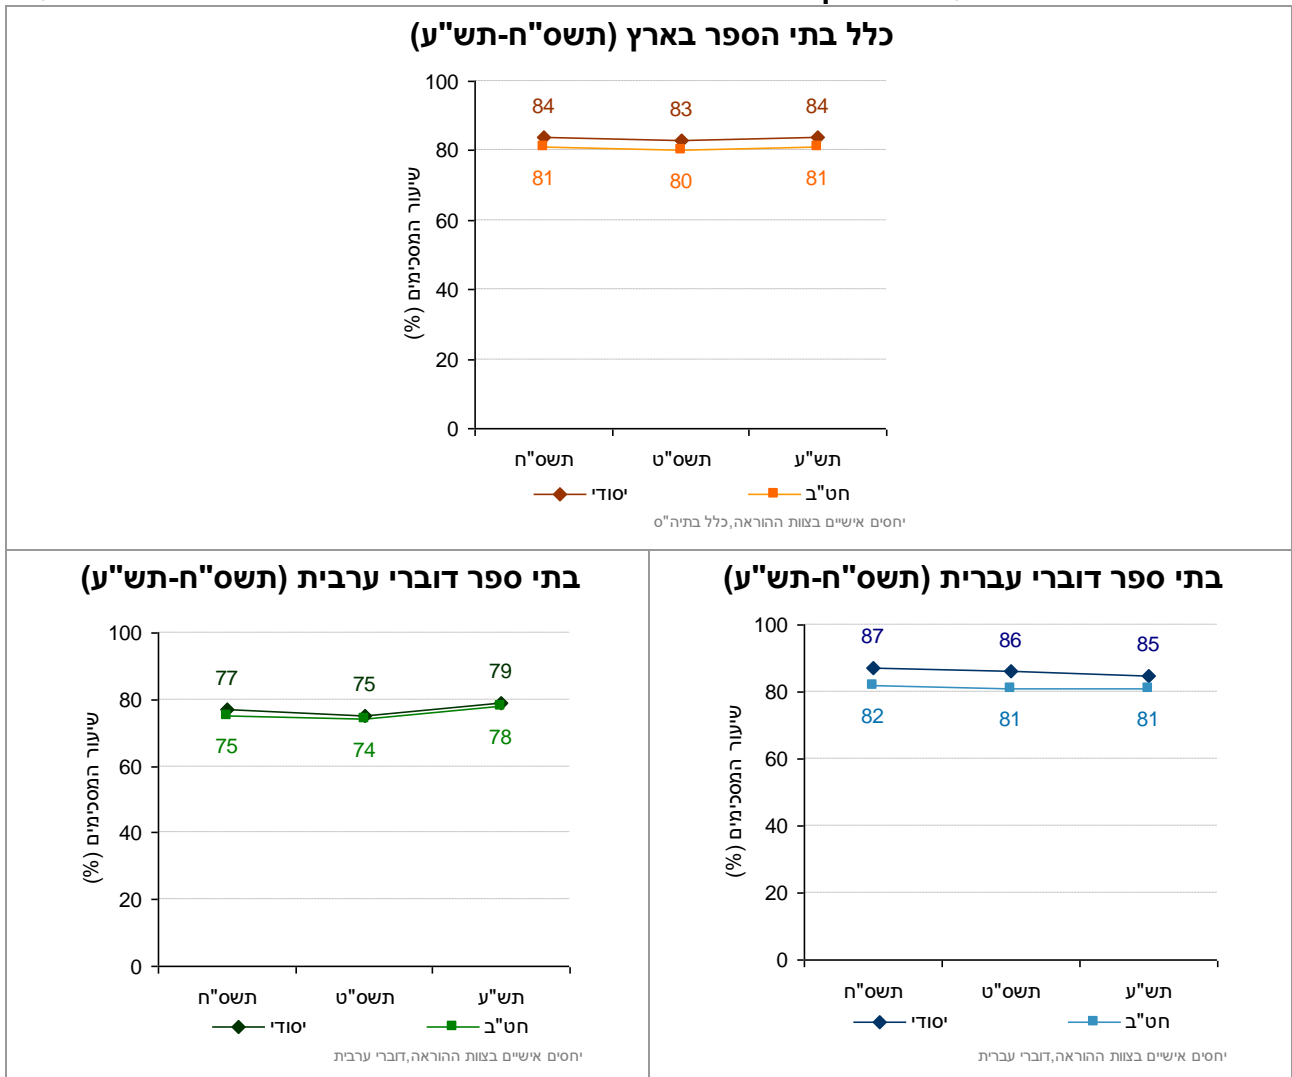 כלל בתי הספר בארץ (תשס"ח-תש"ע)
שיעור המסכימים (%)
100
80
60
40
20
0
84 83 84
81 80 81
תשס"ח תשס"ט תש"ע
יסודי חט"ב
יחסים אישיים בצוות ההוראה,כלל בתיה"ס
בתי ספר דוברי עברית (תשס"ח-תש"ע)
שיעור המסכימים (%)
100
80
60
40
20
0
87 86 85
82 81 81
תשס"ח תשס"ט תש"ע
יסודי חט"ב
יחסים אישיים בצוות ההוראה,דוברי עברית
בתי ספר דוברי ערבית (תשס"ח-תש"ע)
שיעור המסכימים (%)
100
80
60
40
20
0
77 75 79
75 74 78
תשס"ח תשס"ט תש"ע
יסודי חט"ב
יחסים אישיים בצוות ההוראה,דוברי ערבית